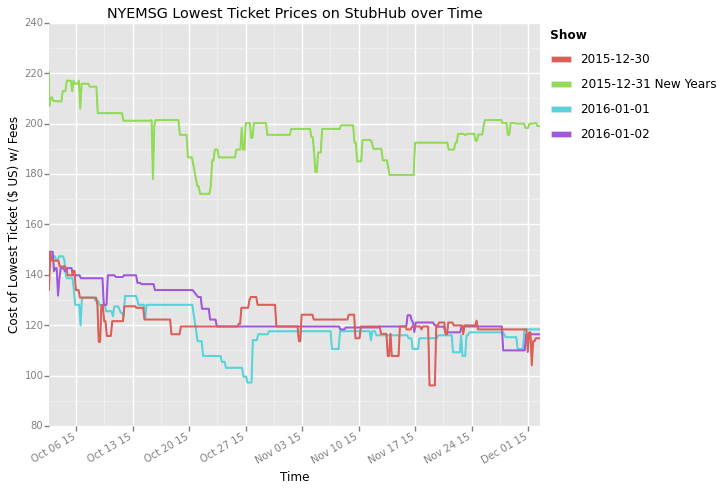 NYEMSG Lowest Ticket Prices on StubHub over Time
Cost of Lowest Ticket ($ US) w/ Fees
240
220
200
180
160
140
120
100
80
Oct 06 15
Oct 13 15
Oct 20 15
Oct 27 15
Nov 03 15
Nov 10 15
Nov 17 15
Nov 24 15
Dec 01 15
Time
Show
2015-12-30
2015-12-31 New Years
2016-01-01
2016-01-02